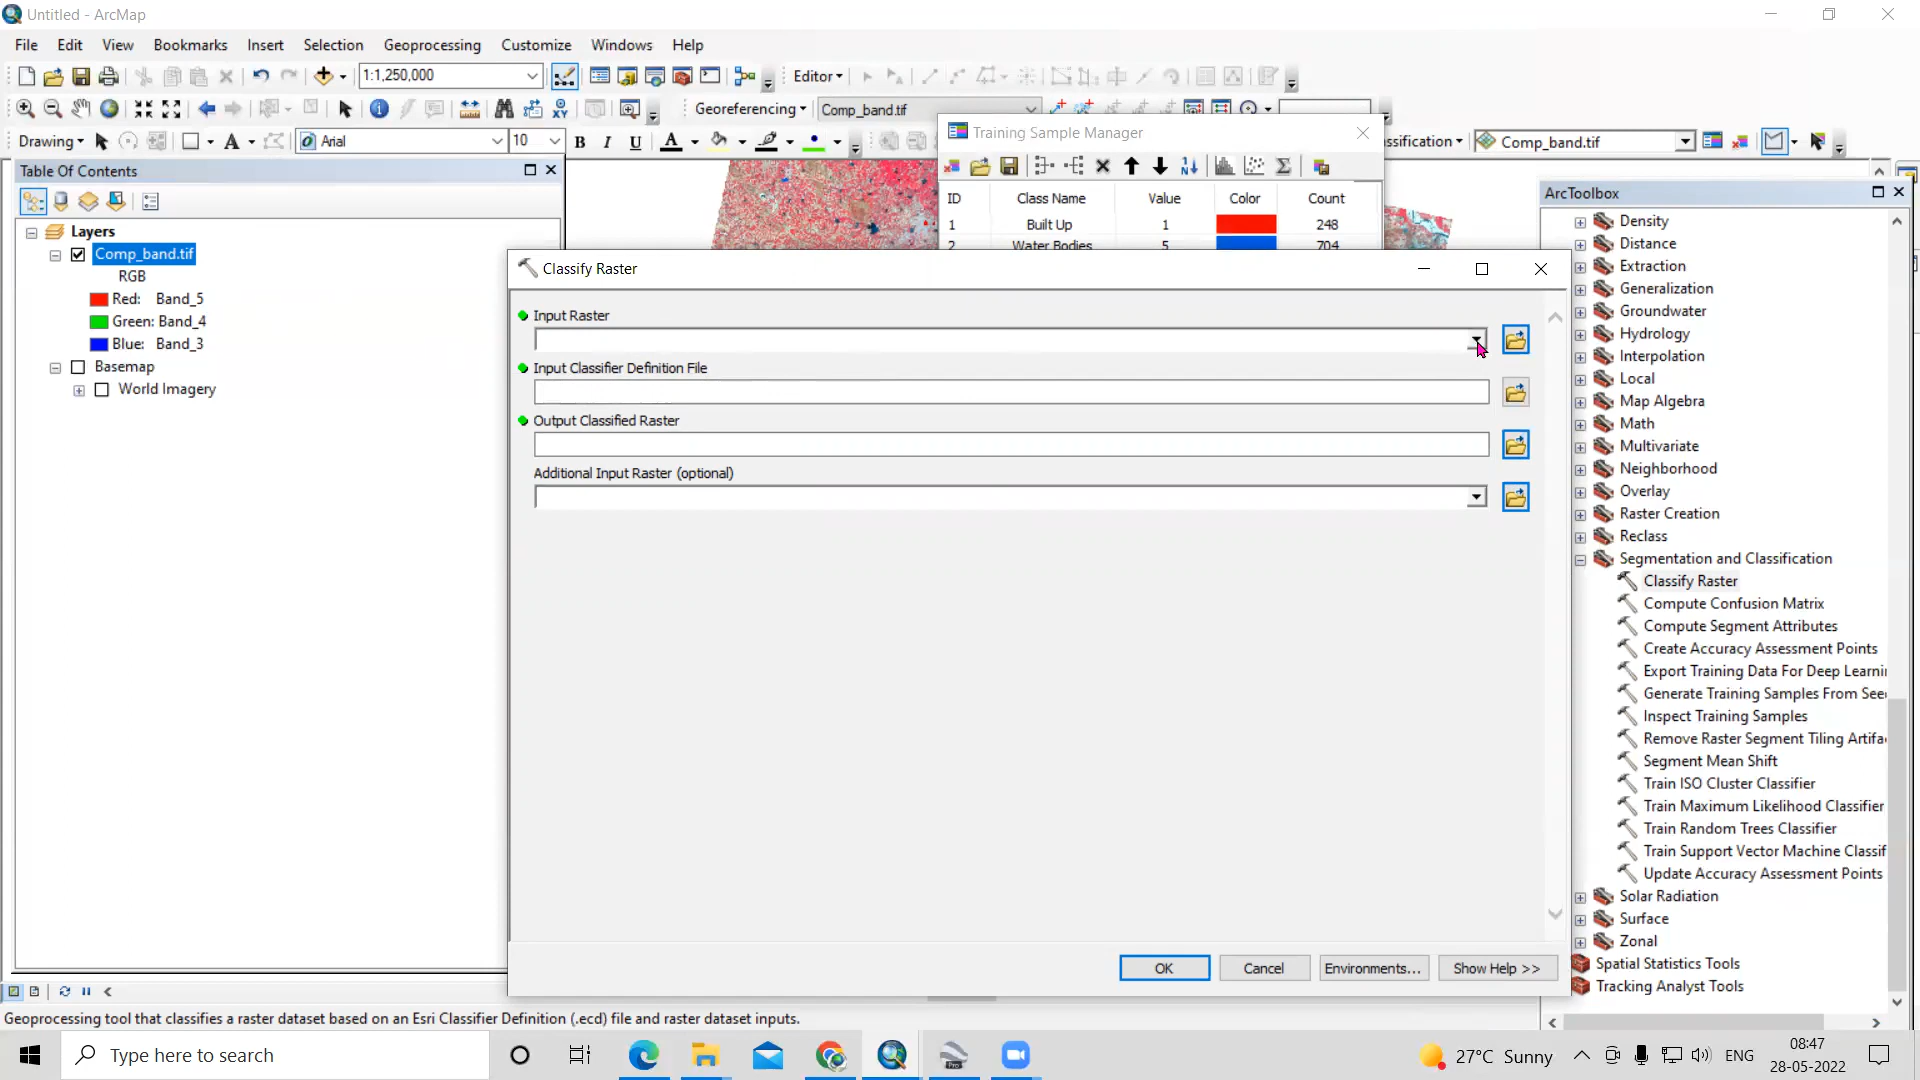 Untitled - ArcMap
File Edit View Bookmarks Insert Selection Geoprocessing Customize Windows Help
1:1,250,000
Editor
Georeferencing
Comp_band.tif
Drawing
A
Arial
10
B I U A
Classification
Comp_band.tif
Table Of Contents
Layers
Comp_band.tif
RGB
Red: Band_5
Green: Band_4
Blue: Band_3
Basemap
World Imagery
Training Sample Manager
ID Class Name Value Color Count
1 Built Up 1 248
2 Water Bodies 5 704
Classify Raster
Input Raster
Input Classifier Definition File
Output Classified Raster
Additional Input Raster (optional)
OK Cancel Environments... Show Help >>
ArcToolbox
Density
Distance
Extraction
Generalization
Groundwater
Hydrology
Interpolation
Local
Map Algebra
Math
Multivariate
Neighborhood
Overlay
Raster Creation
Reclass
Segmentation and Classification
Classify Raster
Compute Confusion Matrix
Compute Segment Attributes
Create Accuracy Assessment Points
Export Training Data For Deep Learni
Generate Training Samples From See
Inspect Training Samples
Remove Raster Segment Tiling Artifa
Segment Mean Shift
Train ISO Cluster Classifier
Train Maximum Likelihood Classifier
Train Random Trees Classifier
Train Support Vector Machine Classif
Update Accuracy Assessment Points
Solar Radiation
Surface
Zonal
Spatial Statistics Tools
Tracking Analyst Tools
Geoprocessing tool that classifies a raster dataset based on an Esri Classifier Definition (.ecd) file and raster dataset inputs.
Type here to search
27°C Sunny
ENG
08:47
28-05-2022